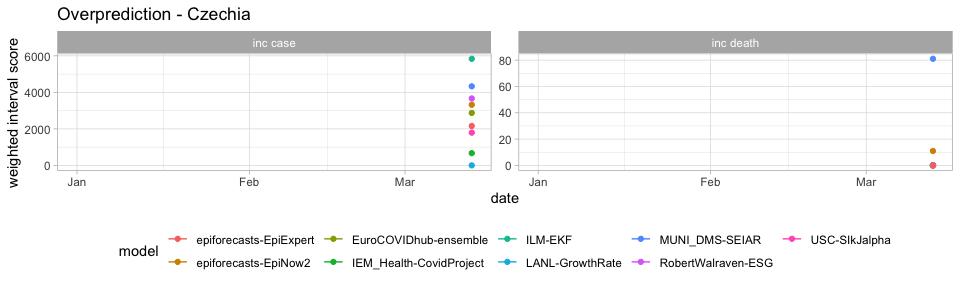 Overprediction - Czechia
inc case
inc death
weighted interval score
6000
4000
2000
0
80
60
40
20
0
Jan
Feb
Mar
Jan
Feb
Mar
date
model
epiforecasts-EpiExpert
EuroCOVIDhub-ensemble
ILM-EKF
MUNI_DMS-SEIAR
USC-SIkJalpha
epiforecasts-EpiNow2
IEM_Health-CovidProject
LANL-GrowthRate
RobertWalraven-ESG